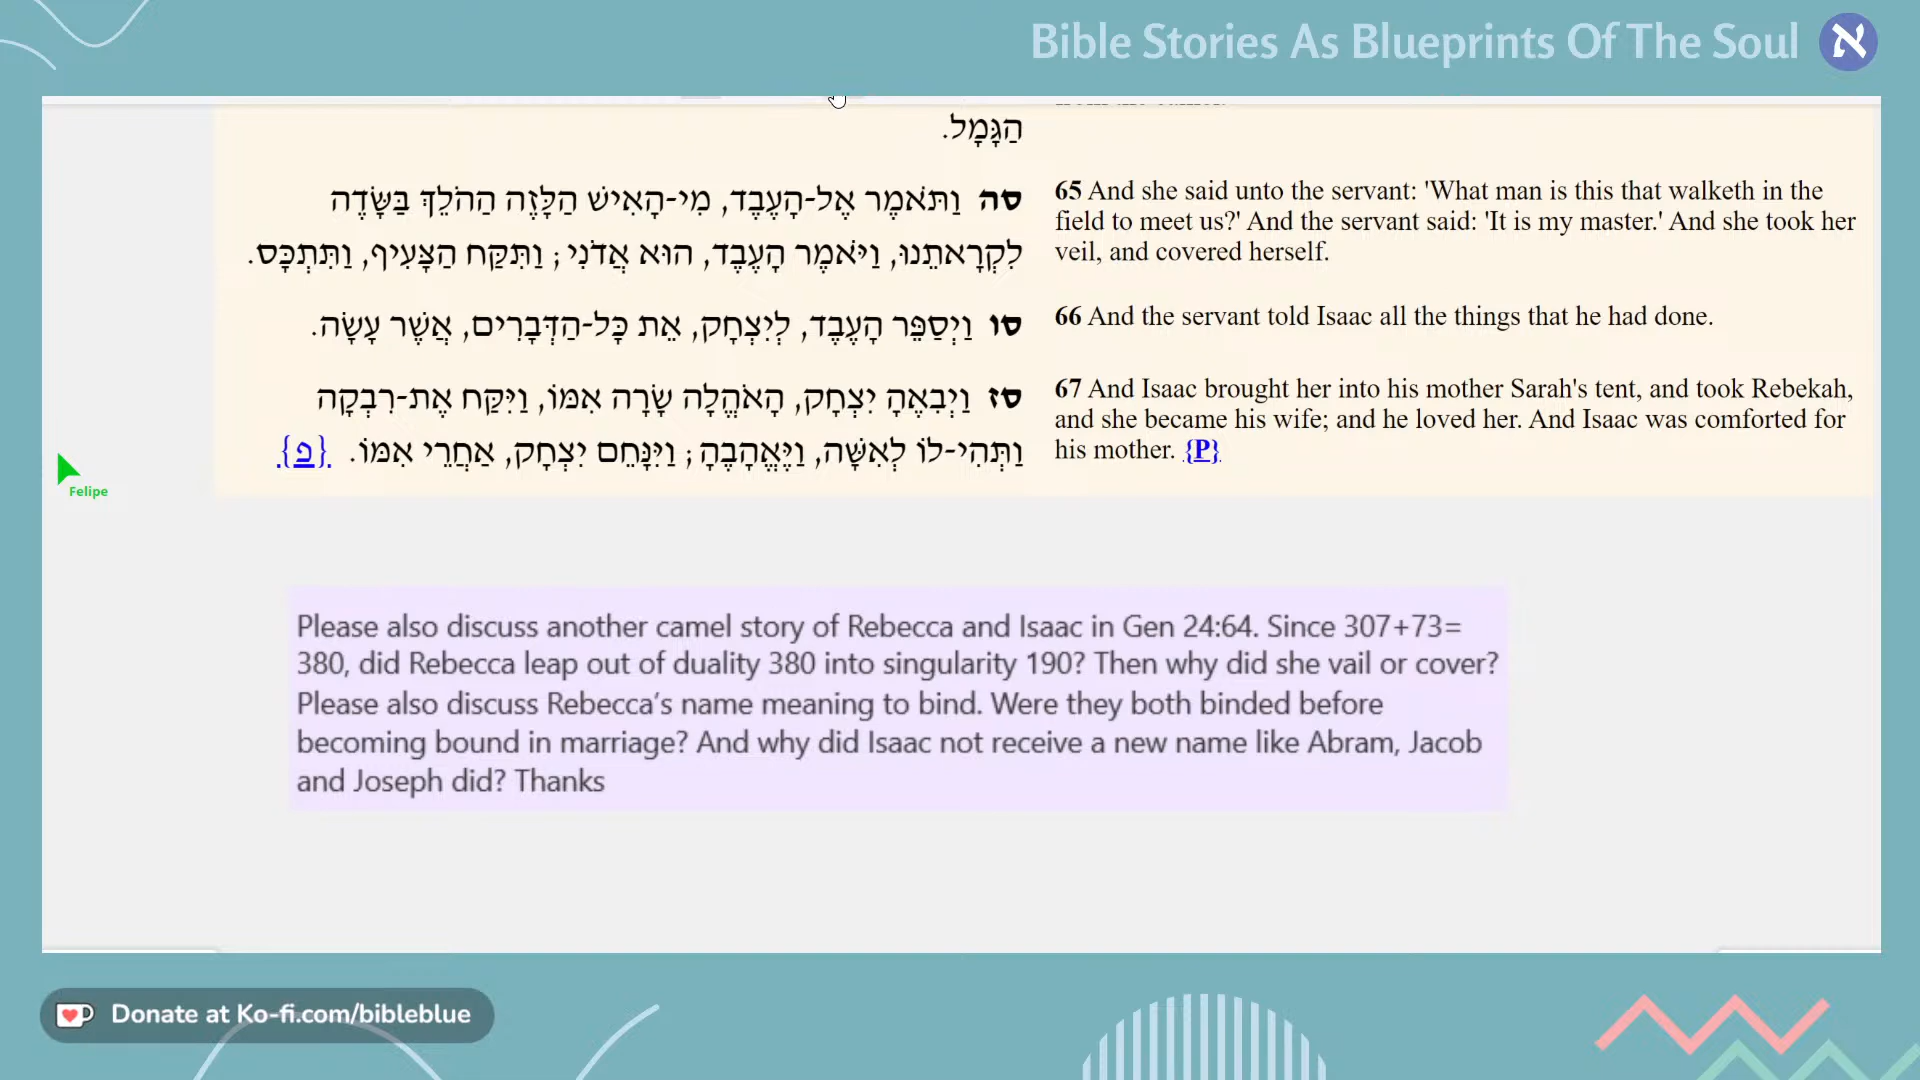 Bible Stories As Blueprints Of The Soul
א
הַגָּמָל.
סה וַתֹּאמֶר אֶל-הָעֶבֶד, מִי-הָאִישׁ הַלָּזֶה הַהֹלֵךְ בַּשָּׂדֶה
לִקְרָאתֵנוּ, וַיֹּאמֶר הָעֶבֶד, הוּא אֲדֹנִי; וַתִּקַּח הַצָּעִיף, וַתִּתְכָּס.
65 And she said unto the servant: 'What man is this that walketh in the
field to meet us?' And the servant said: 'It is my master.' And she took her
veil, and covered herself.
סו וַיְסַפֵּר הָעֶבֶד, לְיִצְחָק, אֵת כָּל-הַדְּבָרִים, אֲשֶׁר עָשָׂה.
66 And the servant told Isaac all the things that he had done.
סז וַיְבִאֶהָ יִצְחָק, הָאֹהֱלָה שָׂרָה אִמּוֹ, וַיִּקַּח אֶת-רִבְקָה
וַתְּהִי-לוֹ לְאִשָּׁה, וַיֶּאֱהָבֶהָ; וַיִּנָּחֵם יִצְחָק, אַחֲרֵי אִמּוֹ. {פ}
67 And Isaac brought her into his mother Sarah's tent, and took Rebekah,
and she became his wife; and he loved her. And Isaac was comforted for
his mother. {P}
Felipe
Please also discuss another camel story of Rebecca and Isaac in Gen 24:64. Since 307+73=
380, did Rebecca leap out of duality 380 into singularity 190? Then why did she vail or cover?
Please also discuss Rebecca's name meaning to bind. Were they both binded before
becoming bound in marriage? And why did Isaac not receive a new name like Abram, Jacob
and Joseph did? Thanks
Donate at Ko-fi.com/bibleblue